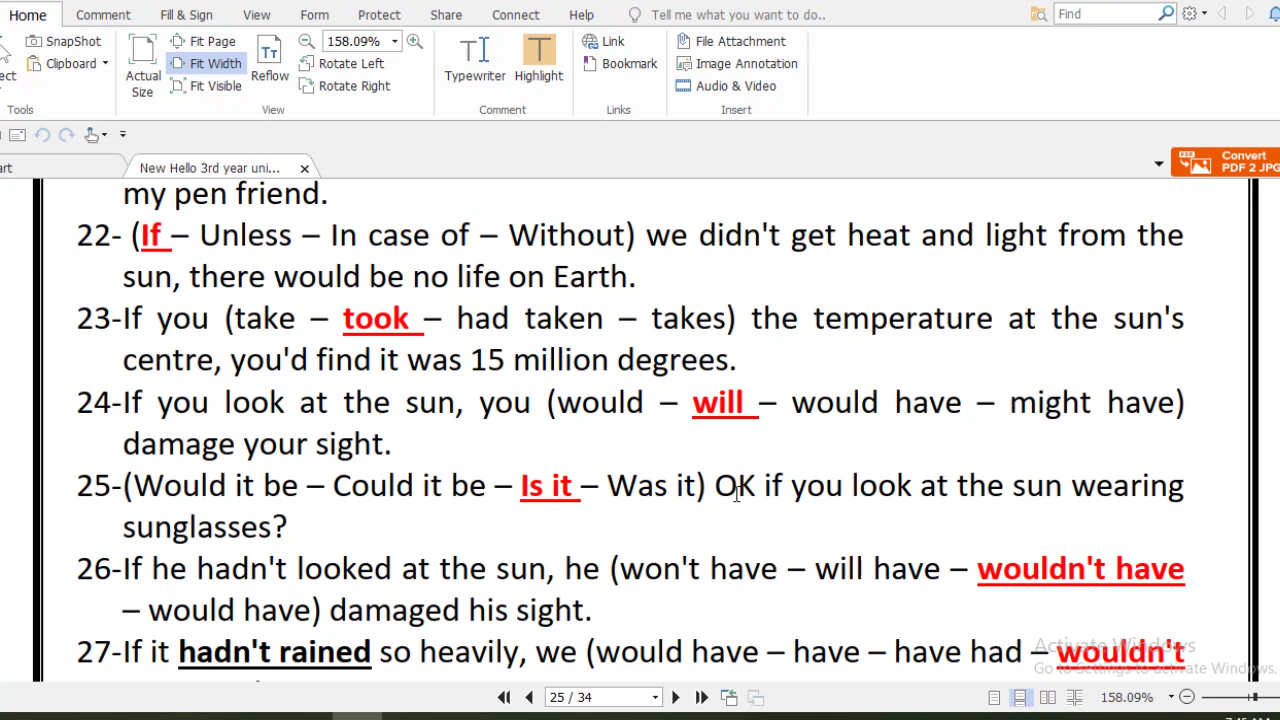 Home Comment Fill & Sign View Form Protect Share Connect Help Tell me what you want to do.. Find
SnapShot Fit Page 158.09% Link File Attachment
ect Clipboard Actual Size Fit Width Reflow Rotate Left Typewriter Highlight Bookmark Image Annotation
Fit Visible Rotate Right Audio & Video
Tools View Comment Links Insert
art New Hello 3rd year uni... Convert
PDF 2 JPG
my pen friend.
22- (If – Unless – In case of – Without) we didn't get heat and light from the
sun, there would be no life on Earth.
23-If you (take – took – had taken – takes) the temperature at the sun's
centre, you'd find it was 15 million degrees.
24-If you look at the sun, you (would – will – would have – might have)
damage your sight.
25-(Would it be – Could it be – Is it – Was it) OK if you look at the sun wearing
sunglasses?
26-If he hadn't looked at the sun, he (won't have – will have – wouldn't have
– would have) damaged his sight.
27-If it hadn't rained so heavily, we (would have – have – have had – wouldn't
Activate Windows
Go to Settings to activate Windows.
25 / 34 158.09%